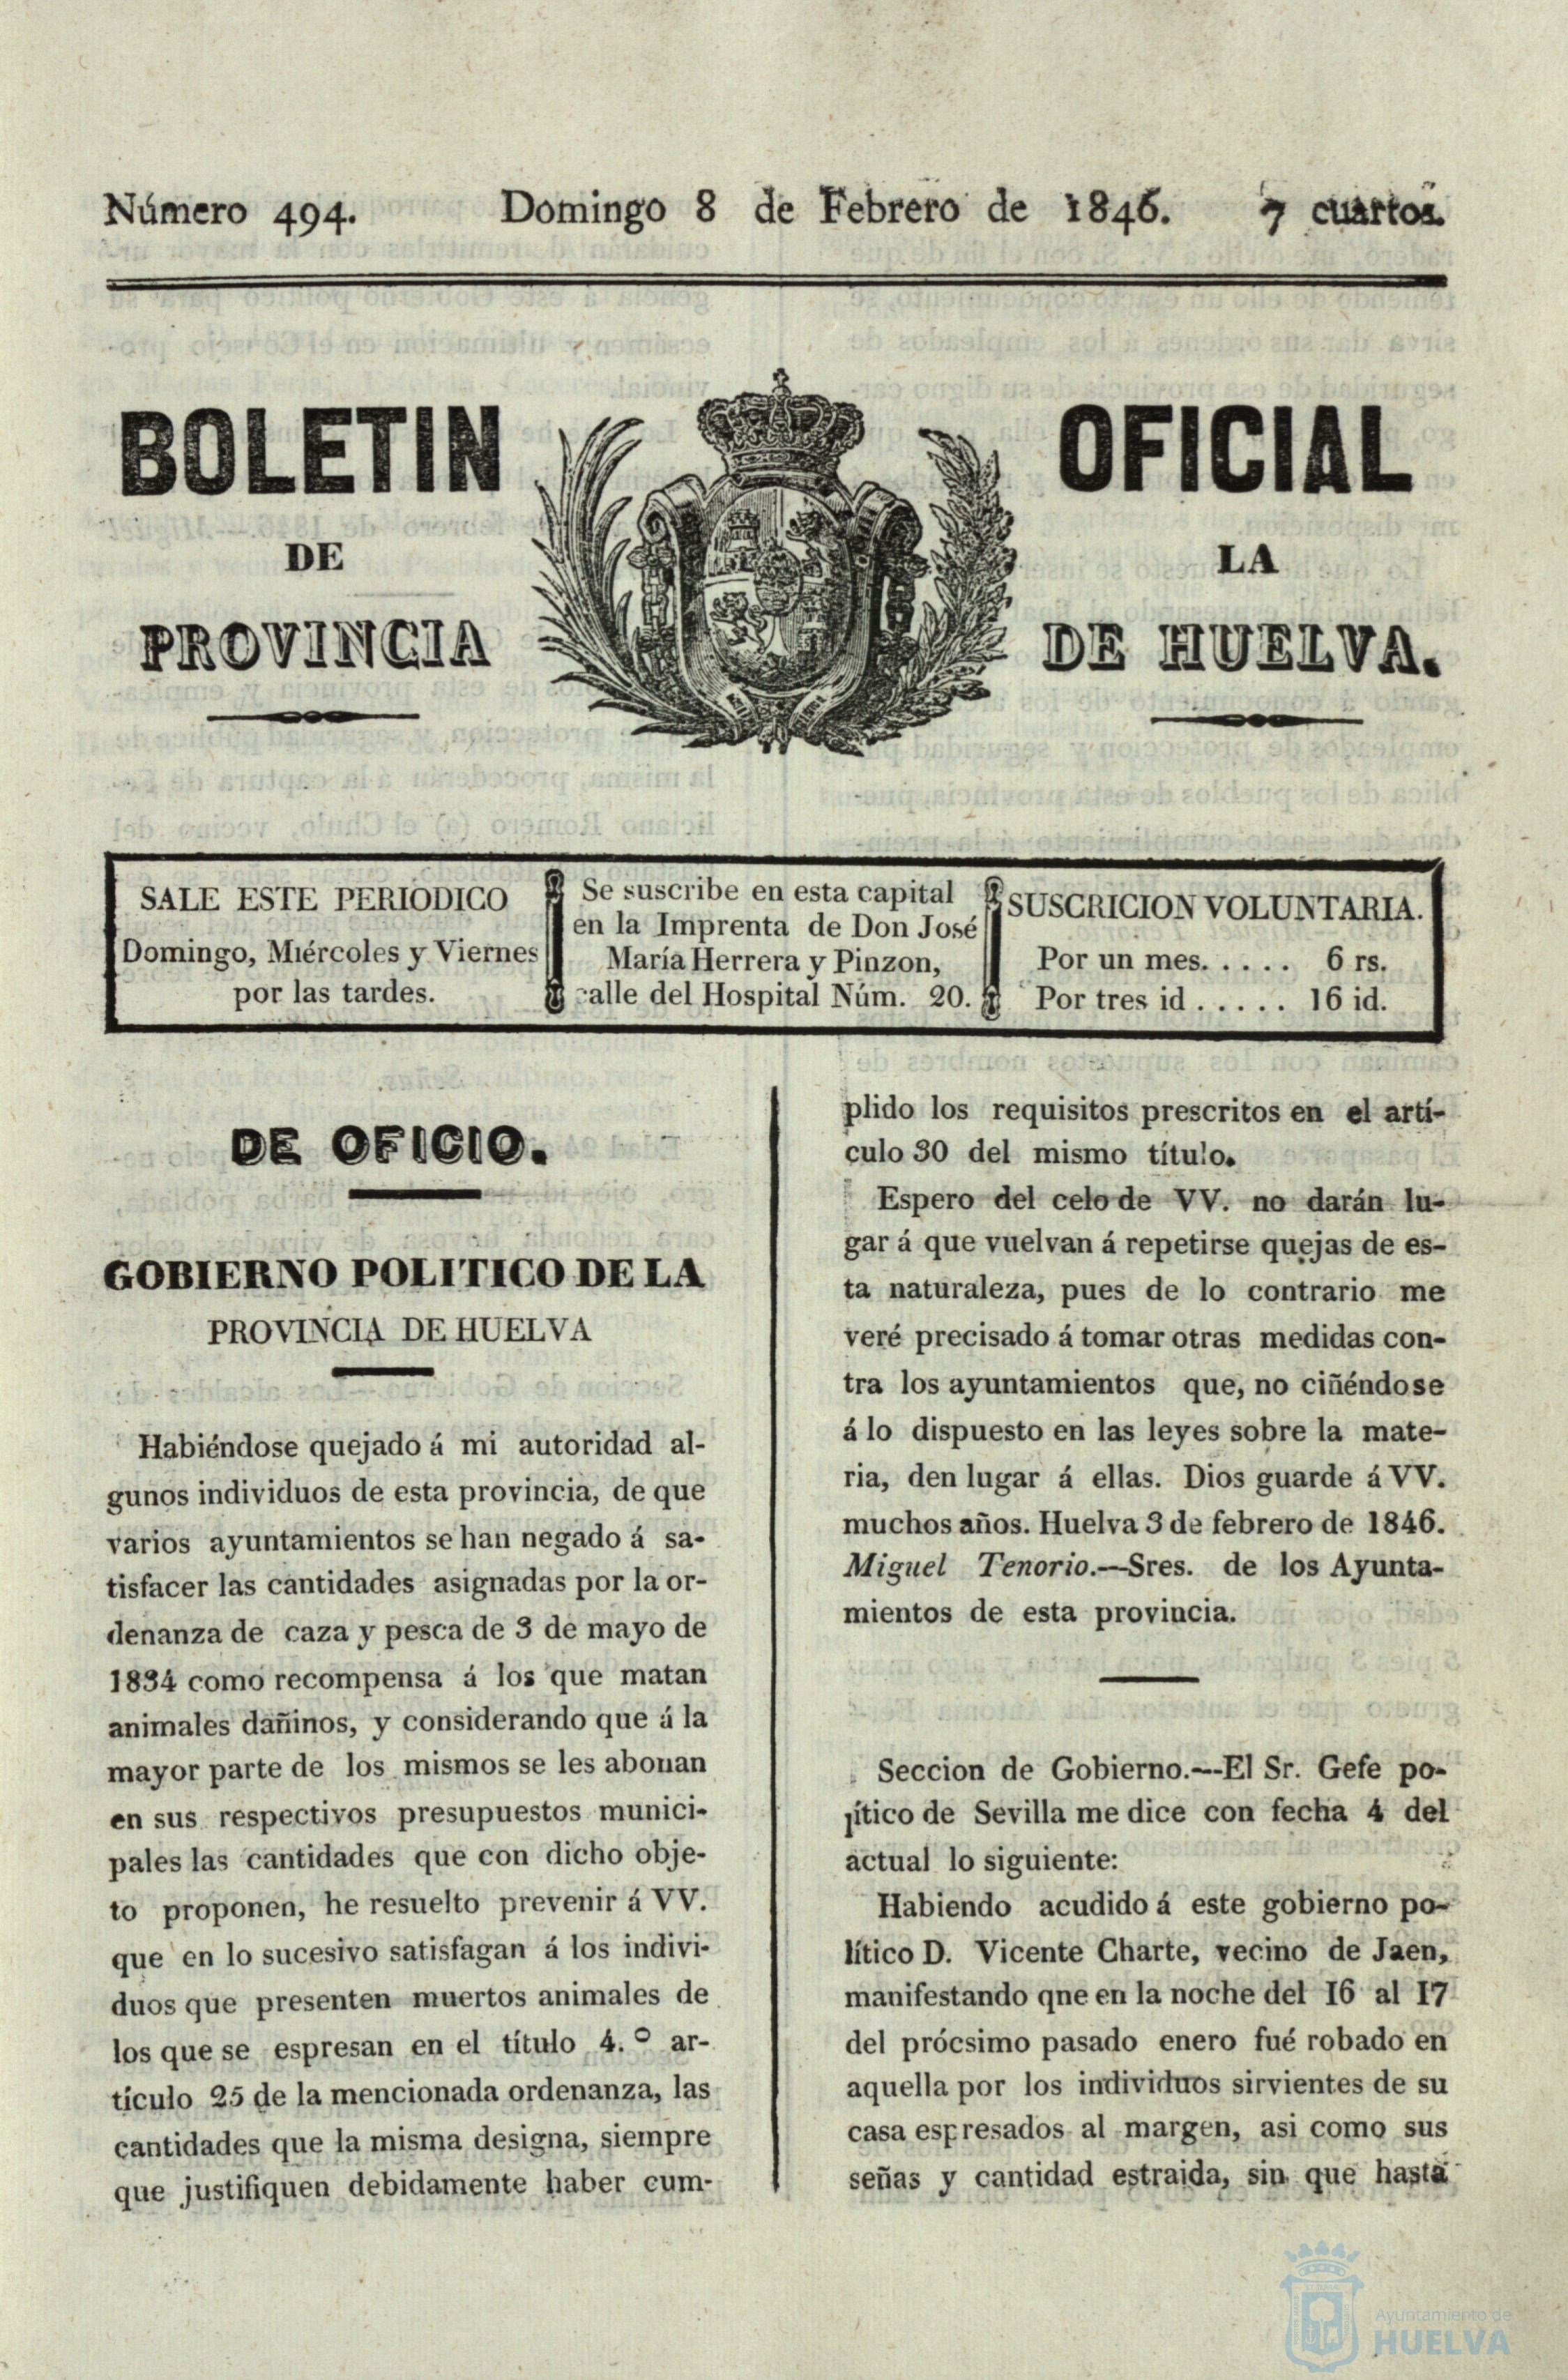 Número 494. Domingo 8 de Febrero de 1846. 7 cuartos.
BOLETIN OFICIAL
DE LA
PROVINCIA DE HUELVA.
SALE ESTE PERIODICO
Domingo, Miércoles y Viernes
por las tardes.
Se suscribe en esta capital
en la Imprenta de Don José
María Herrera y Pinzon,
calle del Hospital Núm. 20.
SUSCRICION VOLUNTARIA.
Por un mes. . . . . 6 rs.
Por tres id . . . . . 16 id.
DE OFICIO.
GOBIERNO POLITICO DE LA
PROVINCIA DE HUELVA
Habiéndose quejado á mi autoridad al-
gunos individuos de esta provincia, de que
varios ayuntamientos se han negado á sa-
tisfacer las cantidades asignadas por la or-
denanza de caza y pesca de 3 de mayo de
1834 como recompensa á los que matan
animales dañinos, y considerando que á la
mayor parte de los mismos se les abonan
en sus respectivos presupuestos munici-
pales las cantidades que con dicho obje-
to proponen, he resuelto prevenir á VV.
que en lo sucesivo satisfagan á los indivi-
duos que presenten muertos animales de
los que se espresan en el título 4.º ar-
tículo 25 de la mencionada ordenanza, las
cantidades que la misma designa, siempre
que justifiquen debidamente haber cum-
plido los requisitos prescritos en el artí-
culo 30 del mismo título.
Espero del celo de VV. no darán lu-
gar á que vuelvan á repetirse quejas de es-
ta naturaleza, pues de lo contrario me
veré precisado á tomar otras medidas con-
tra los ayuntamientos que, no ciñéndose
á lo dispuesto en las leyes sobre la mate-
ria, den lugar á ellas. Dios guarde á VV.
muchos años. Huelva 3 de febrero de 1846.
Miguel Tenorio.—Sres. de los Ayunta-
mientos de esta provincia.
Seccion de Gobierno.—El Sr. Gefe po-
lítico de Sevilla me dice con fecha 4 del
actual lo siguiente:
Habiendo acudido á este gobierno po-
lítico D. Vicente Charte, vecino de Jaen,
manifestando qne en la noche del 16 al 17
del prócsimo pasado enero fué robado en
aquella por los individuos sirvientes de su
casa espresados al margen, asi como sus
señas y cantidad estraida, sin que hasta
Ayuntamiento de
HUELVA